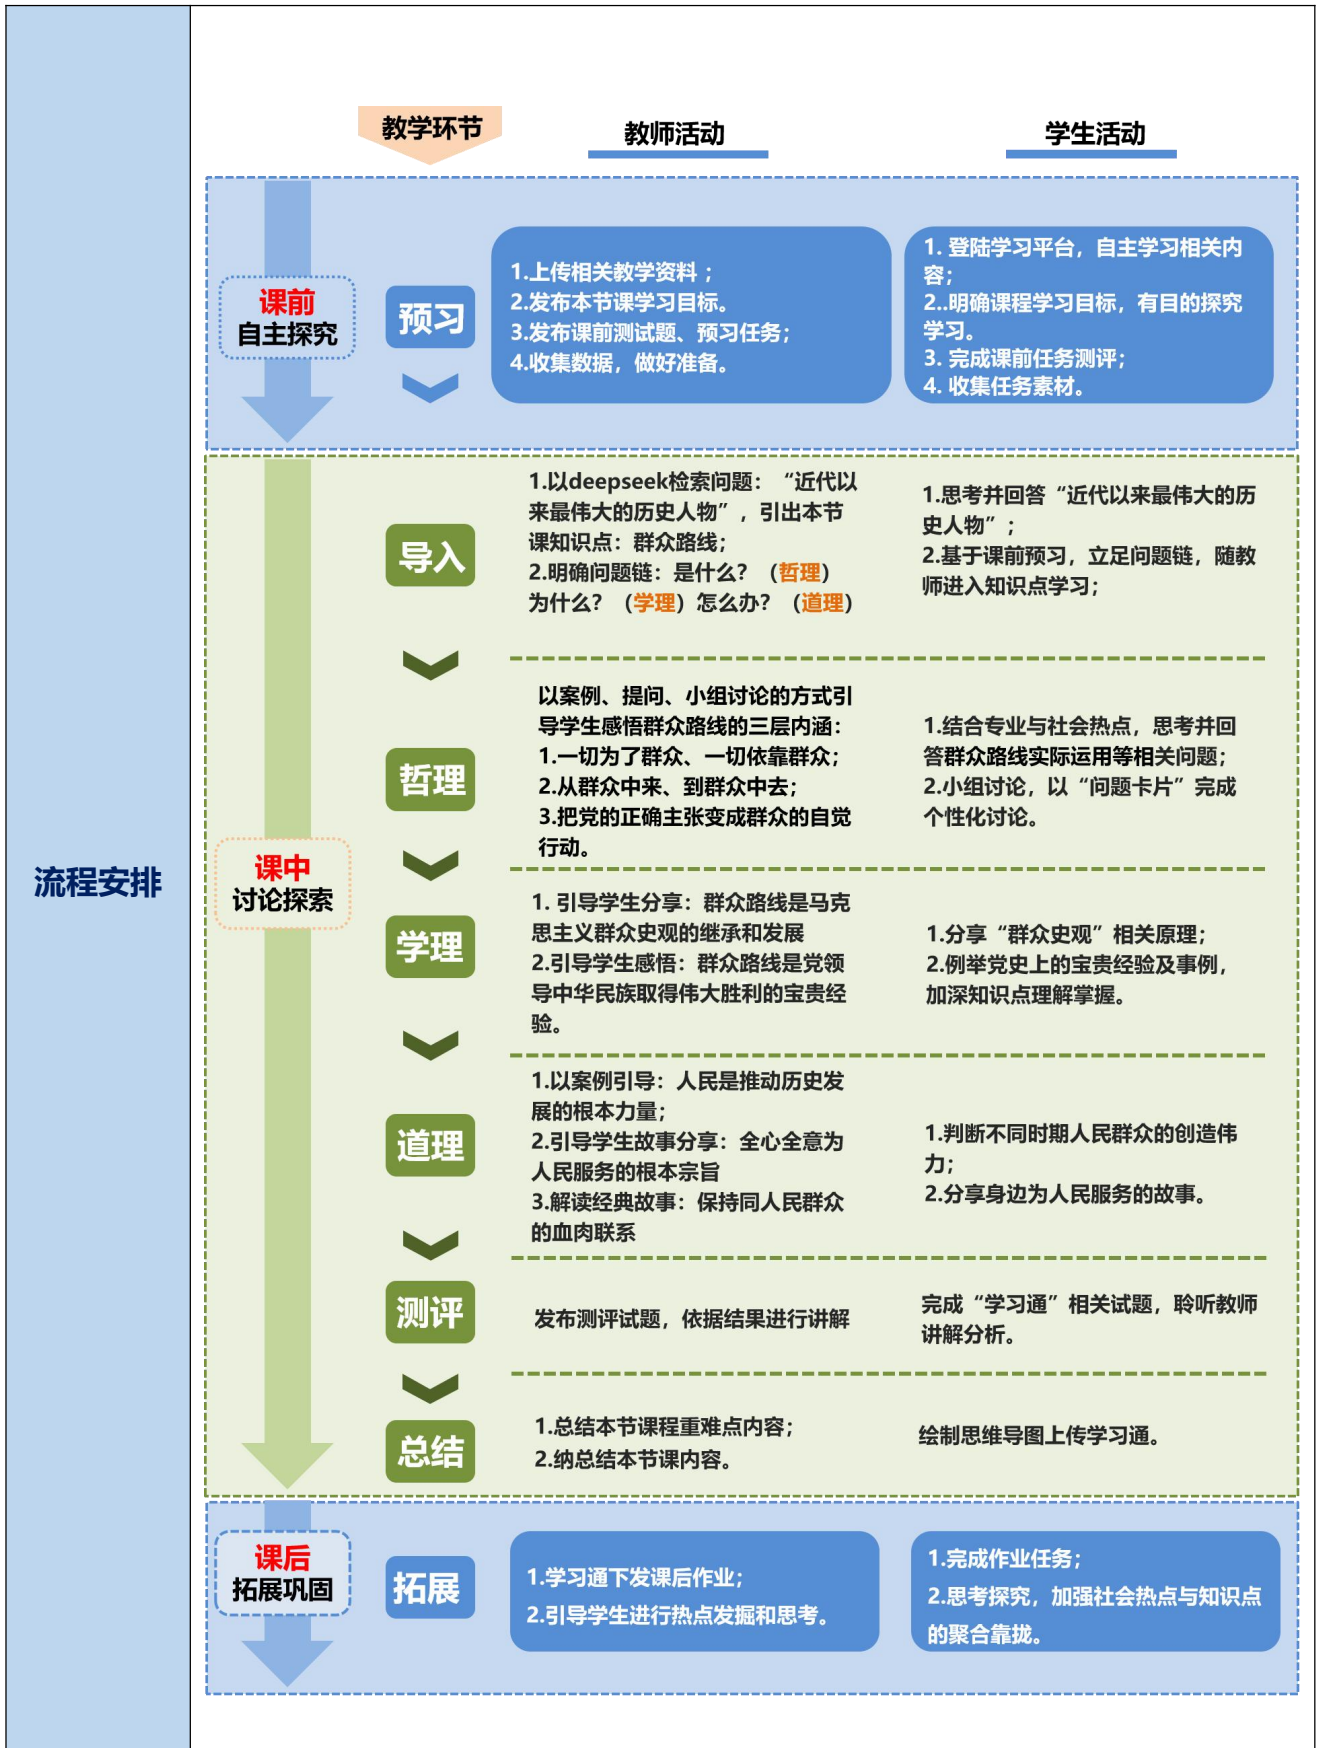 教学环节
教师活动
学生活动
课前
自主探究
预习
1.上传相关教学资料；
2.发布本节课学习目标。
3.发布课前测试题、预习任务；
4.收集数据，做好准备。
1. 登陆学习平台，自主学习相关内
容；
2..明确课程学习目标，有目的探究
学习。
3. 完成课前任务测评；
4. 收集任务素材。
流程安排
课中
讨论探索
导入
1.以deepseek检索问题：“近代以
来最伟大的历史人物”，引出本节
课知识点：群众路线；
2.明确问题链：是什么？（哲理）
为什么？（学理）怎么办？（道理）
1.思考并回答“近代以来最伟大的历
史人物”；
2.基于课前预习，立足问题链，随教
师进入知识点学习；
哲理
以案例、提问、小组讨论的方式引
导学生感悟群众路线的三层内涵：
1.一切为了群众、一切依靠群众；
2.从群众中来、到群众中去；
3.把党的正确主张变成群众的自觉
行动。
1.结合专业与社会热点，思考并回
答群众路线实际运用等相关问题；
2.小组讨论，以“问题卡片”完成
个性化讨论。
学理
1. 引导学生分享：群众路线是马克
思主义群众史观的继承和发展
2.引导学生感悟：群众路线是党领
导中华民族取得伟大胜利的宝贵经
验。
1.分享“群众史观”相关原理；
2.例举党史上的宝贵经验及事例，
加深知识点理解掌握。
道理
1.以案例引导：人民是推动历史发
展的根本力量；
2.引导学生故事分享：全心全意为
人民服务的根本宗旨
3.解读经典故事：保持同人民群众
的血肉联系
1.判断不同时期人民群众的创造伟
力；
2.分享身边为人民服务的故事。
测评
发布测评试题，依据结果进行讲解
完成“学习通”相关试题，聆听教师
讲解分析。
总结
1.总结本节课程重难点内容；
2.纳总结本节课内容。
绘制思维导图上传学习通。
课后
拓展巩固
拓展
1.学习通下发课后作业；
2.引导学生进行热点发掘和思考。
1.完成作业任务；
2.思考探究，加强社会热点与知识点
的聚合靠拢。